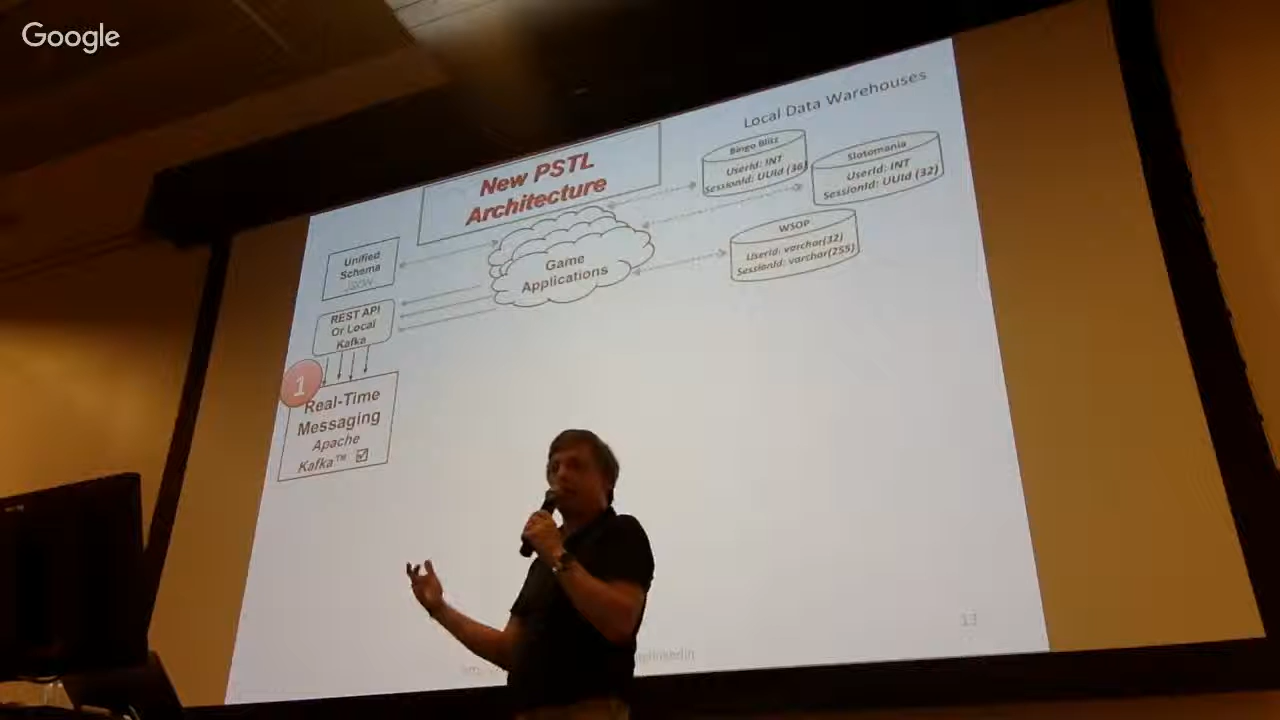 Google
Local Data Warehouses
New PSTL
Architecture
Bingo Blitz
UserId: INT
SessionId: UUId (36)
Slotomania
UserId: INT
SessionId: UUId (32)
WSOP
UserId: varchar(32)
SessionId: varchar(255)
Game
Applications
Unified
Schema
JSON
REST API
Or Local
Kafka
1
Real-Time
Messaging
Apache
Kafka™ ☑
13